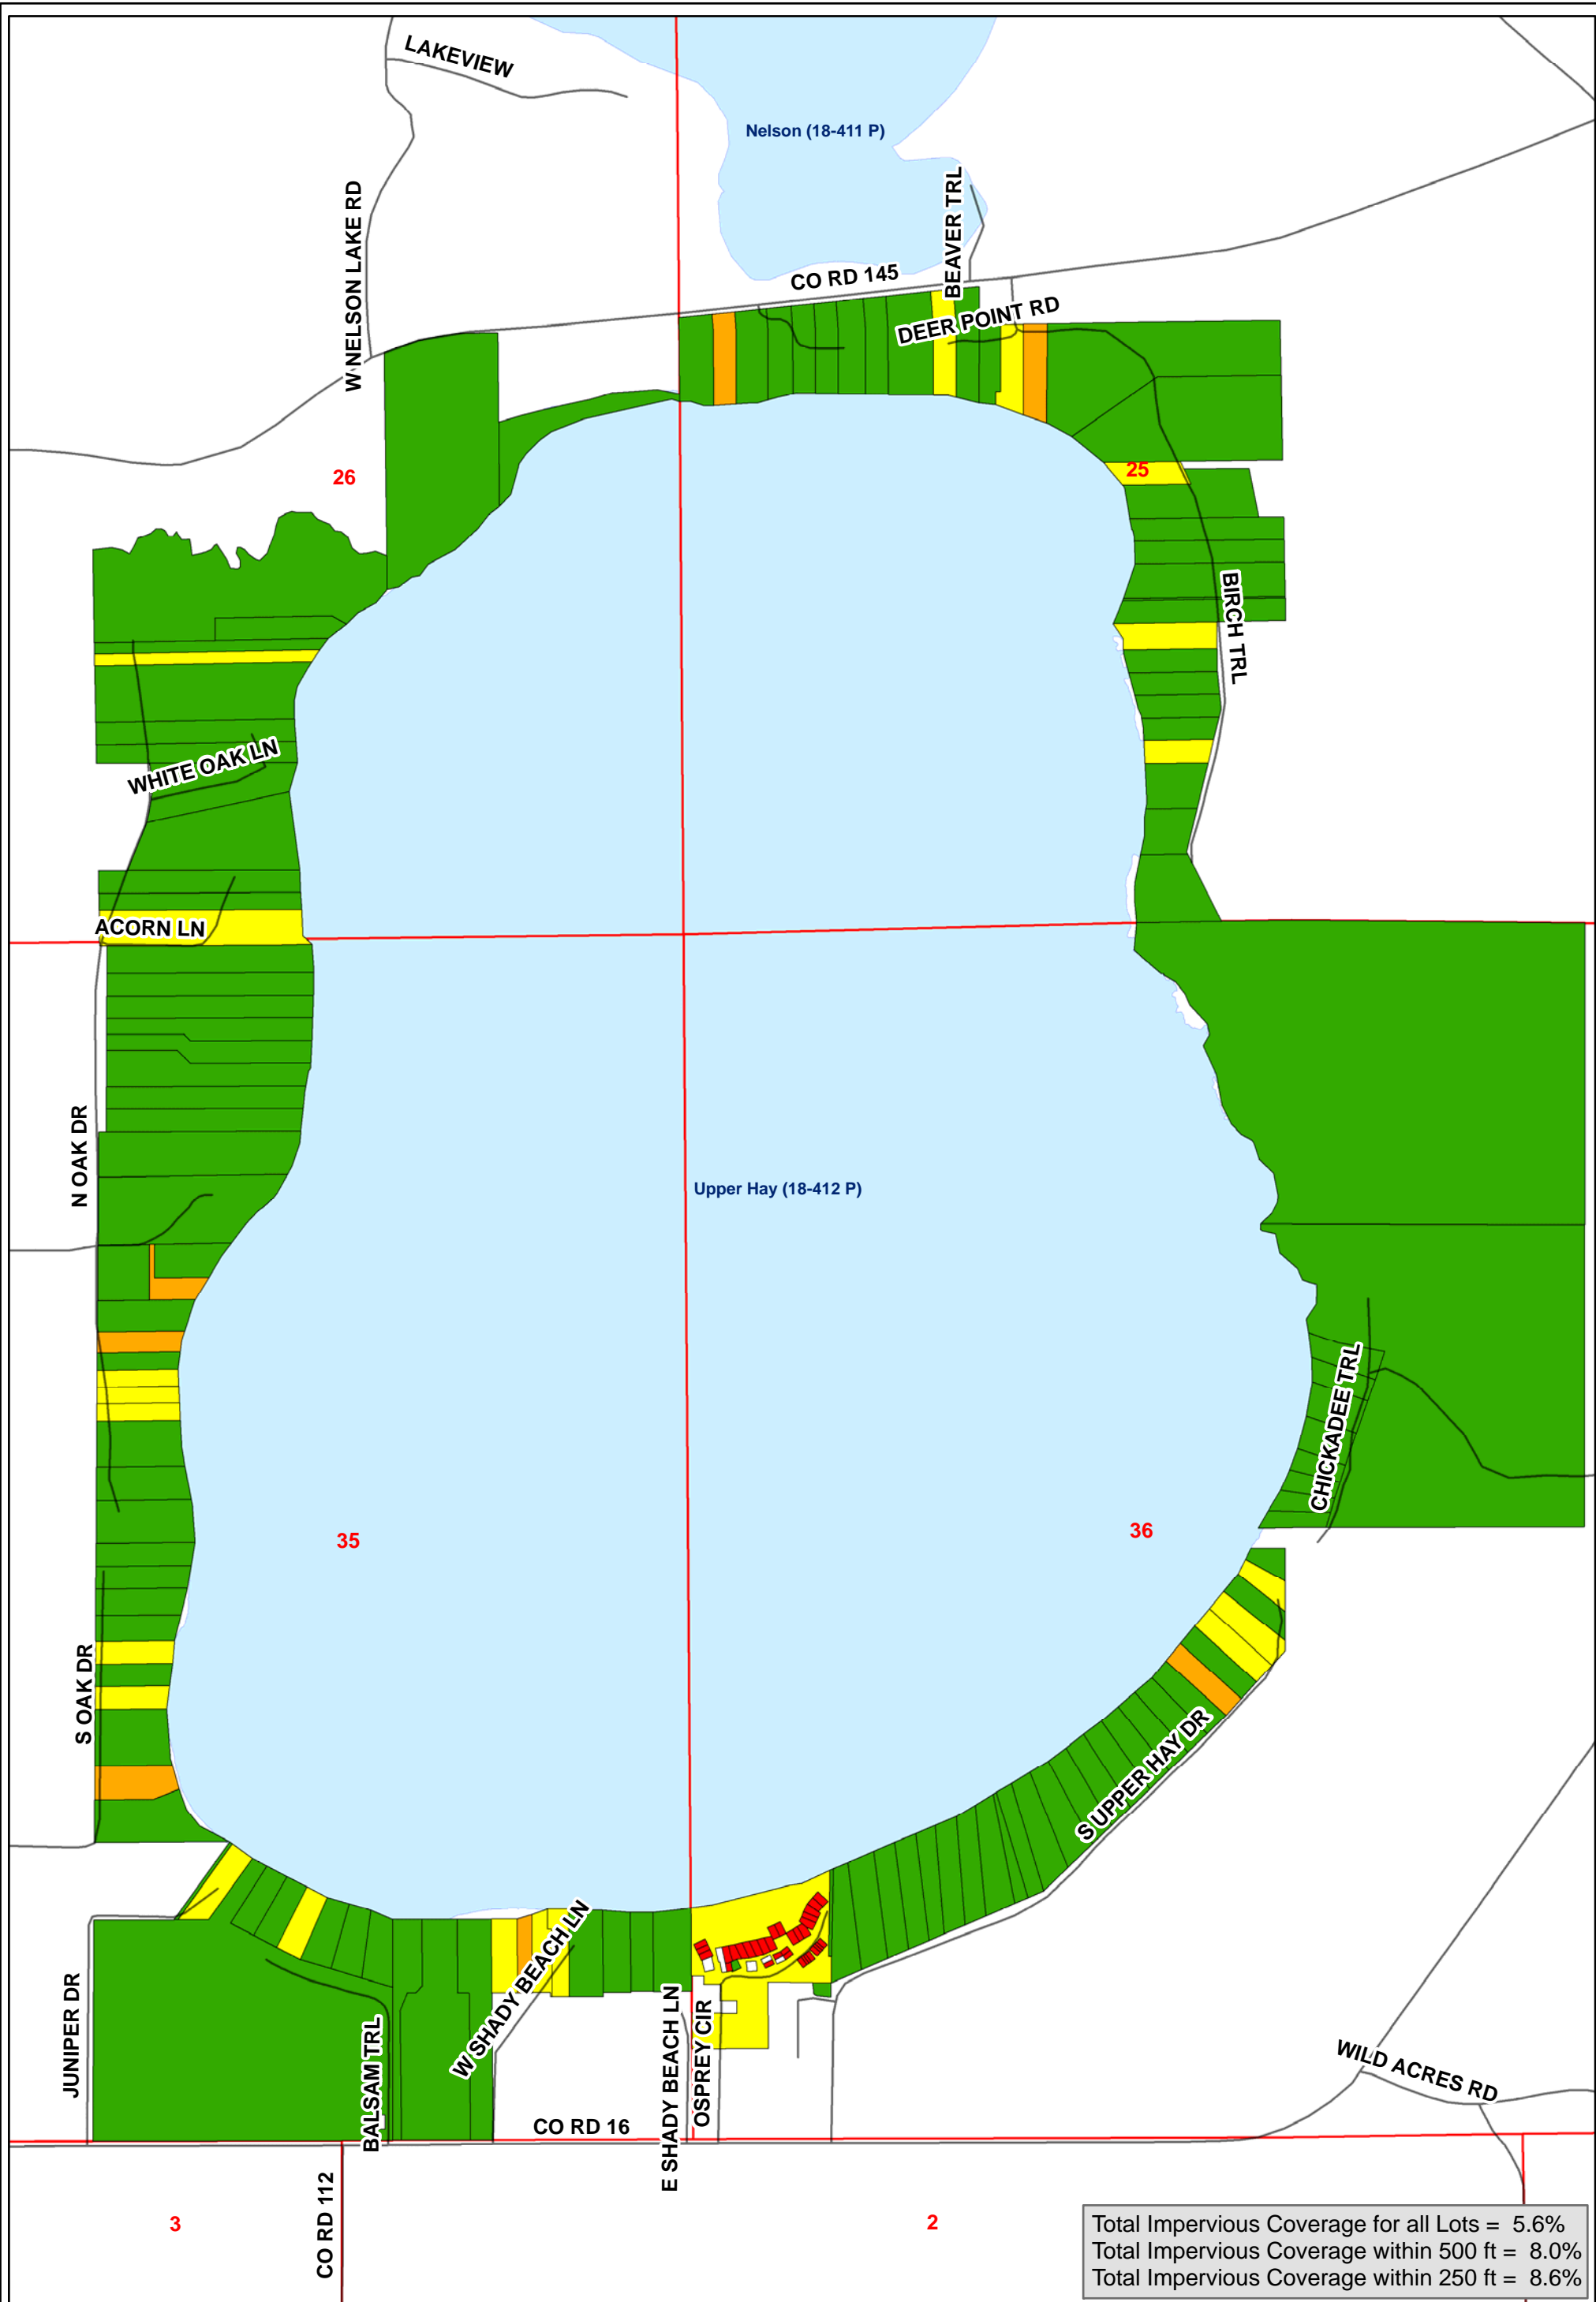 LAKEVIEW
Nelson (18-411 P)
W NELSON LAKE RD
BEAVER TRL
CO RD 145
DEER POINT RD
26
25
BIRCH TRL
WHITE OAK LN
ACORN LN
N OAK DR
Upper Hay (18-412 P)
CHICKADEE TRL
35
36
S OAK DR
S UPPER HAY DR
W SHADY BEACH LN
JUNIPER DR
BALSAM TRL
E SHADY BEACH LN
OSPREY CIR
WILD ACRES RD
CO RD 16
CO RD 112
3
2
Total Impervious Coverage for all Lots = 5.6%
Total Impervious Coverage within 500 ft = 8.0%
Total Impervious Coverage within 250 ft = 8.6%